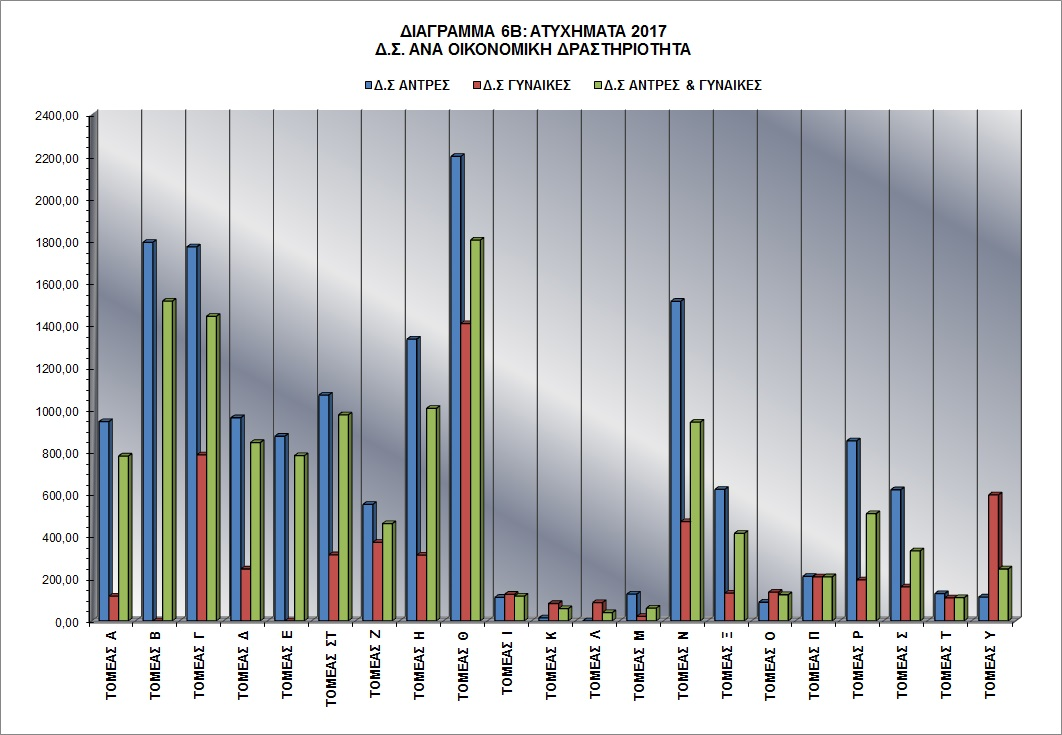 ΔΙΑΓΡΑΜΜΑ 6Β: ΑΤΥΧΗΜΑΤΑ 2017
Δ.Σ. ΑΝΑ ΟΙΚΟΝΟΜΙΚΗ ΔΡΑΣΤΗΡΙΟΤΗΤΑ
Δ.Σ ΑΝΤΡΕΣ Δ.Σ ΓΥΝΑΙΚΕΣ Δ.Σ ΑΝΤΡΕΣ & ΓΥΝΑΙΚΕΣ
2400,00
2200,00
2000,00
1800,00
1600,00
1400,00
1200,00
1000,00
800,00
600,00
400,00
200,00
0,00
ΤΟΜΕΑΣ Α
ΤΟΜΕΑΣ Β
ΤΟΜΕΑΣ Γ
ΤΟΜΕΑΣ Δ
ΤΟΜΕΑΣ Ε
ΤΟΜΕΑΣ ΣΤ
ΤΟΜΕΑΣ Ζ
ΤΟΜΕΑΣ Η
ΤΟΜΕΑΣ Θ
ΤΟΜΕΑΣ Ι
ΤΟΜΕΑΣ Κ
ΤΟΜΕΑΣ Λ
ΤΟΜΕΑΣ Μ
ΤΟΜΕΑΣ Ν
ΤΟΜΕΑΣ Ξ
ΤΟΜΕΑΣ Ο
ΤΟΜΕΑΣ Π
ΤΟΜΕΑΣ Ρ
ΤΟΜΕΑΣ Σ
ΤΟΜΕΑΣ Τ
ΤΟΜΕΑΣ Υ